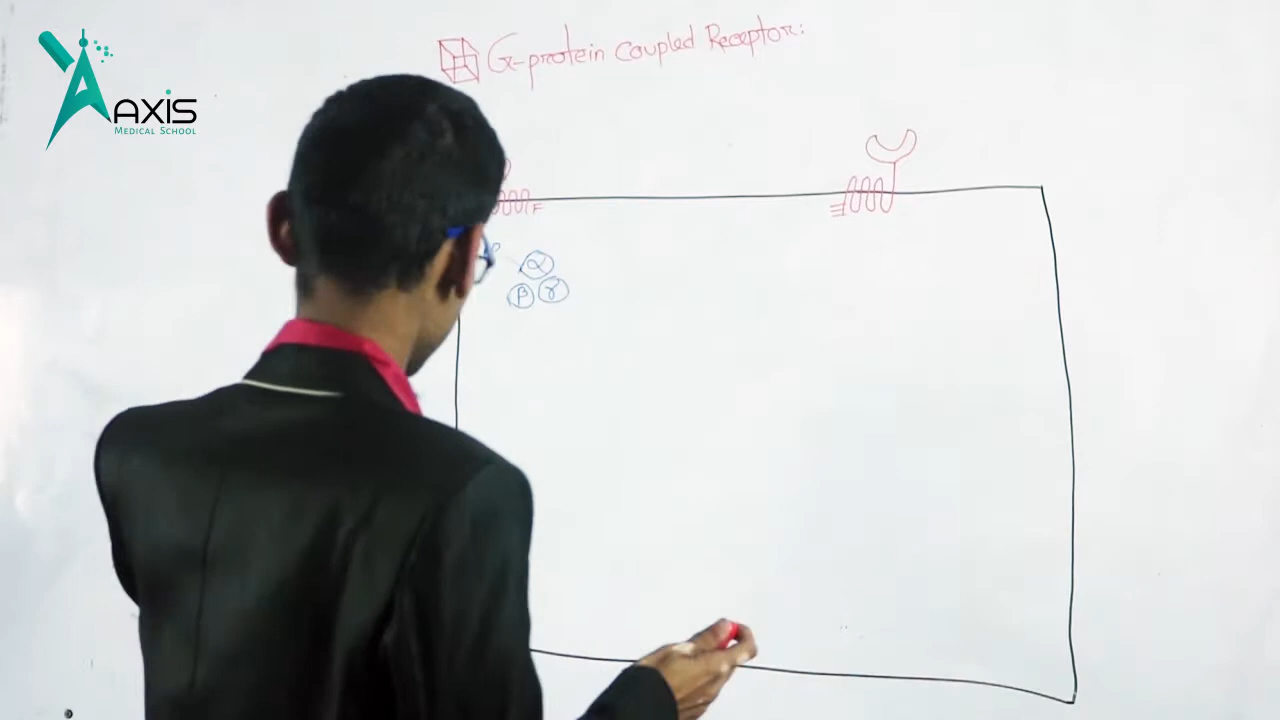 AXIS
MEDICAL SCHOOL
G-protein coupled Receptor:
α
β γ